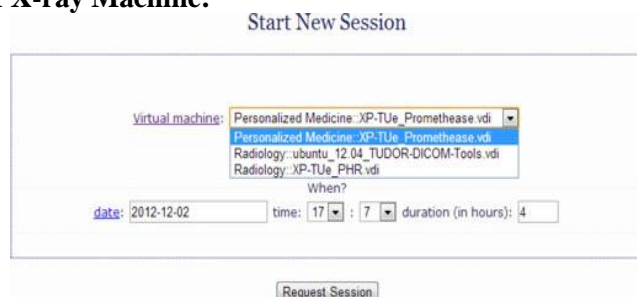 X-ray Machine:
Start New Session
Virtual machine: Personalized Medicine::XP-TUe_Promethease.vdi
Personalized Medicine::XP-TUe_Promethease.vdi
Radiology::ubuntu_12.04_TUDOR-DICOM-Tools.vdi
Radiology::XP-TUe_PHR.vdi
When?
date: 2012-12-02 time: 17 : 7 duration (in hours): 4
Request Session